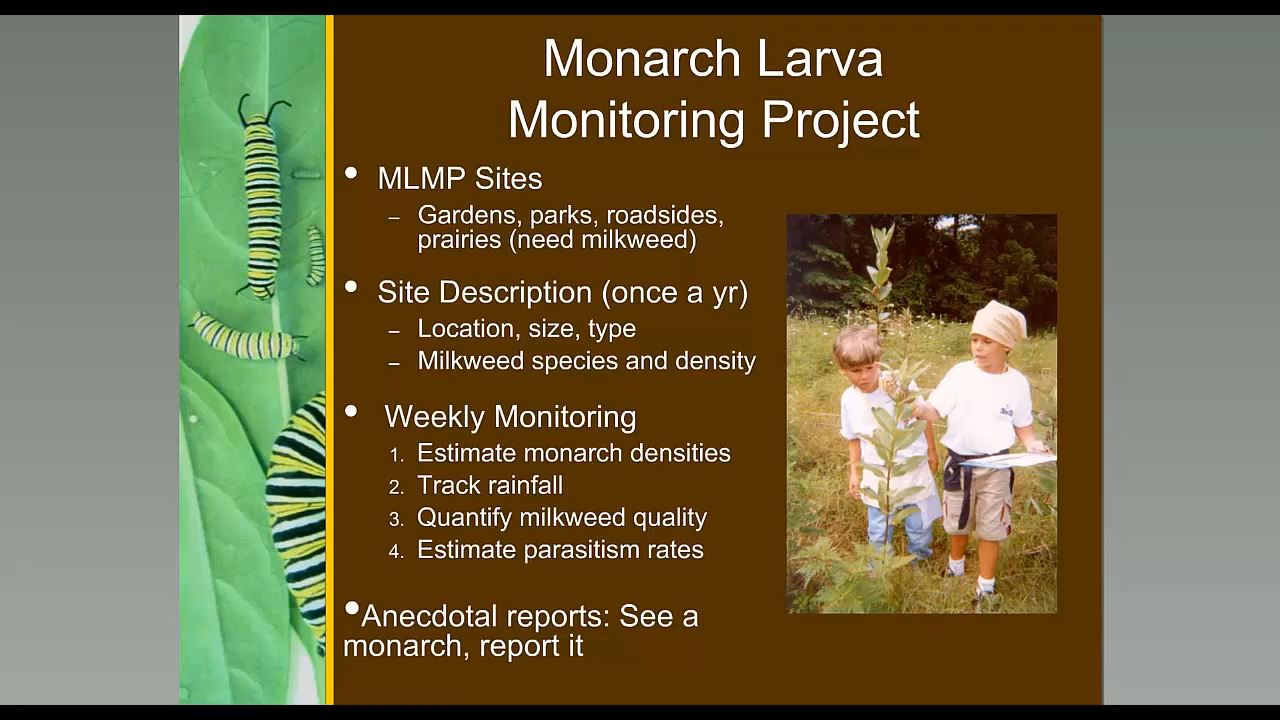 Monarch Larva
Monitoring Project
• MLMP Sites
– Gardens, parks, roadsides,
prairies (need milkweed)
• Site Description (once a yr)
– Location, size, type
– Milkweed species and density
• Weekly Monitoring
1. Estimate monarch densities
2. Track rainfall
3. Quantify milkweed quality
4. Estimate parasitism rates
•Anecdotal reports: See a
monarch, report it